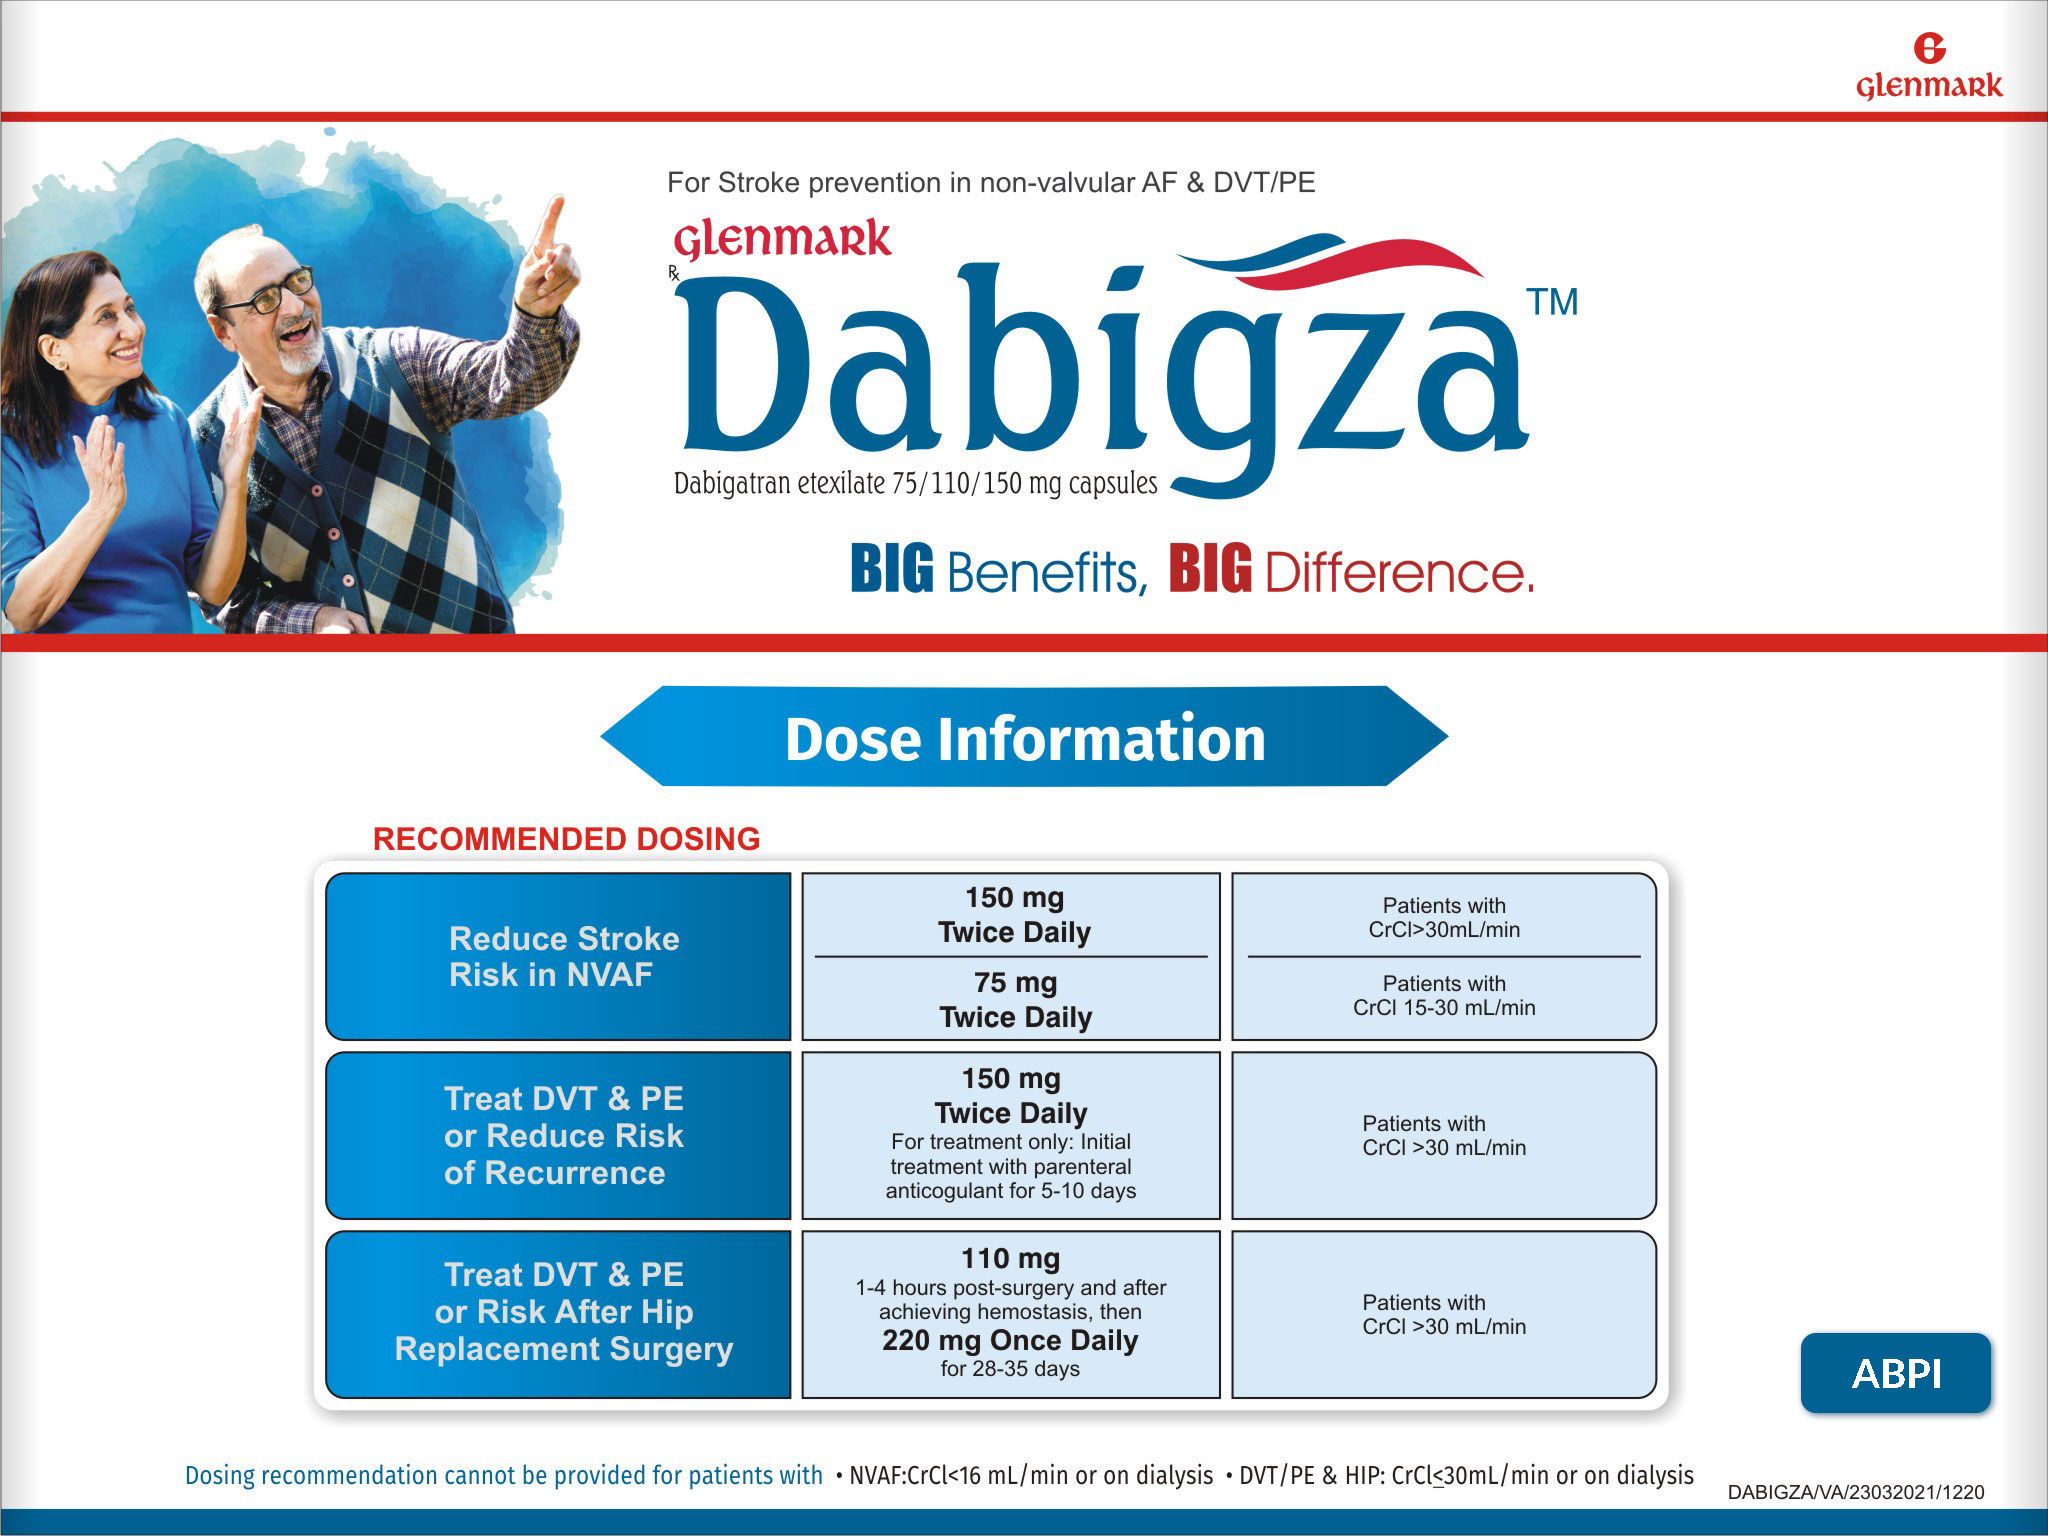 glenmark
For Stroke prevention in non-valvular AF & DVT/PE
glenmark
Rx
Dabigza™
Dabigatran etexilate 75/110/150 mg capsules
BIG Benefits, BIG Difference.
Dose Information
RECOMMENDED DOSING
Reduce Stroke
Risk in NVAF
150 mg
Twice Daily
Patients with
CrCl>30mL/min
75 mg
Twice Daily
Patients with
CrCl 15-30 mL/min
Treat DVT & PE
or Reduce Risk
of Recurrence
150 mg
Twice Daily
For treatment only: Initial
treatment with parenteral
anticogulant for 5-10 days
Patients with
CrCl >30 mL/min
Treat DVT & PE
or Risk After Hip
Replacement Surgery
110 mg
1-4 hours post-surgery and after
achieving hemostasis, then
220 mg Once Daily
for 28-35 days
Patients with
CrCl >30 mL/min
ABPI
Dosing recommendation cannot be provided for patients with • NVAF:CrCl<16 mL/min or on dialysis • DVT/PE & HIP: CrCl≤30mL/min or on dialysis
DABIGZA/VA/23032021/1220